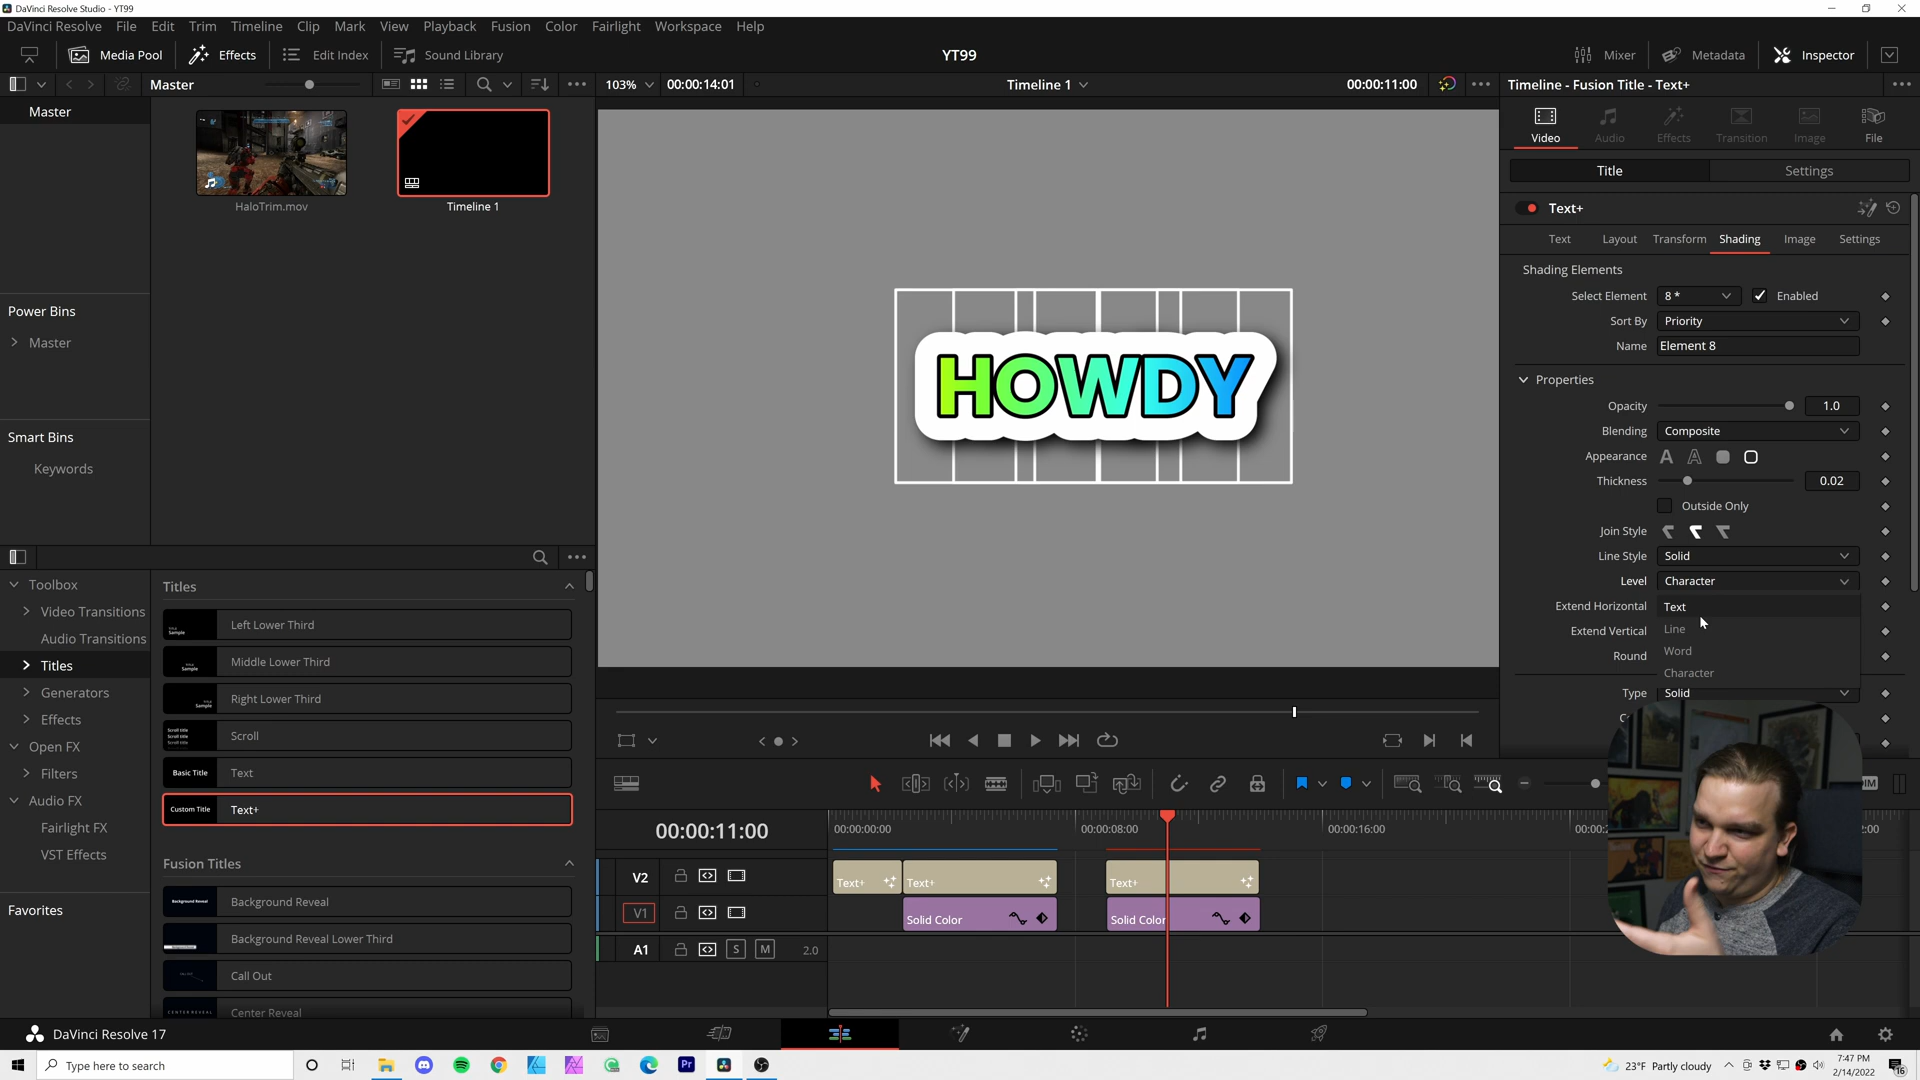 DaVinci Resolve Studio - YT99
DaVinci Resolve File Edit Trim Timeline Clip Mark View Playback Fusion Color Fairlight Workspace Help
Media Pool Effects Edit Index Sound Library YT99 Mixer Metadata Inspector
Master 103% 00:00:14:01 Timeline 1 00:00:11:00 Timeline - Fusion Title - Text+
Master
HaloTrim.mov
Timeline 1
Power Bins
Master
Smart Bins
Keywords
HOWDY
Video Audio Effects Transition Image File
Title Settings
Text+
Text Layout Transform Shading Image Settings
Shading Elements
Select Element 8 * Enabled
Sort By Priority
Name Element 8
Properties
Opacity 1.0
Blending Composite
Appearance
Thickness 0.02
Outside Only
Join Style
Line Style Solid
Level Character
Extend Horizontal Text
Line
Extend Vertical
Word
Round
Character
Type Solid
Toolbox
Video Transitions
Audio Transitions
Titles
Generators
Effects
Open FX
Filters
Audio FX
Fairlight FX
VST Effects
Favorites
Titles
Left Lower Third
Middle Lower Third
Right Lower Third
Scroll
Basic Title Text
Custom Title Text+
Fusion Titles
Background Reveal Background Reveal
Background Reveal Lower Third
Call Out
Center Reveal
00:00:11:00 00:00:00:00 00:00:08:00 00:00:16:00
V2 Text+ Text+ Text+
V1 Solid Color Solid Color
A1 S M 2.0
DaVinci Resolve 17
Type here to search
Pr
23°F Partly cloudy
7:47 PM
2/14/2022
16